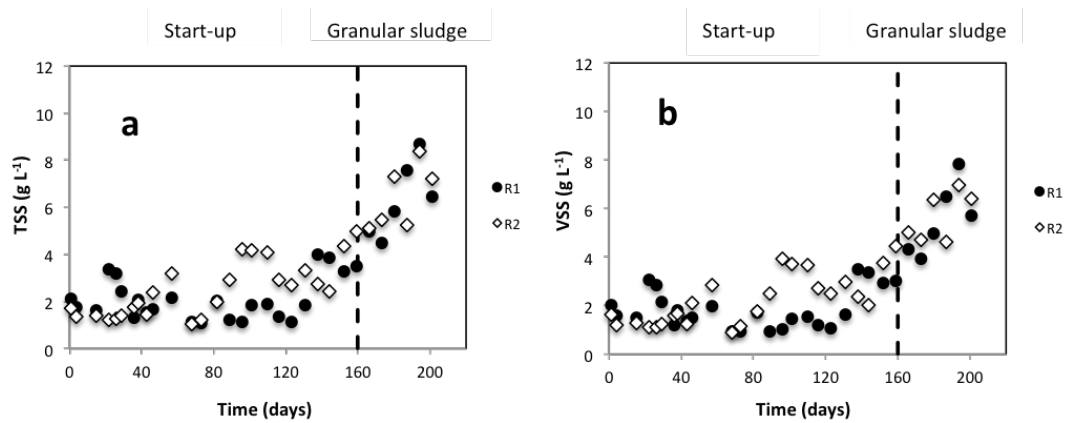 Start-up
Granular sludge
a
TSS (g L-1)
12
10
8
6
4
2
0
0 40 80 120 160 200
Time (days)
R1
R2
Start-up
Granular sludge
b
VSS (g L-1)
12
10
8
6
4
2
0
0 40 80 120 160 200
Time (days)
R1
R2